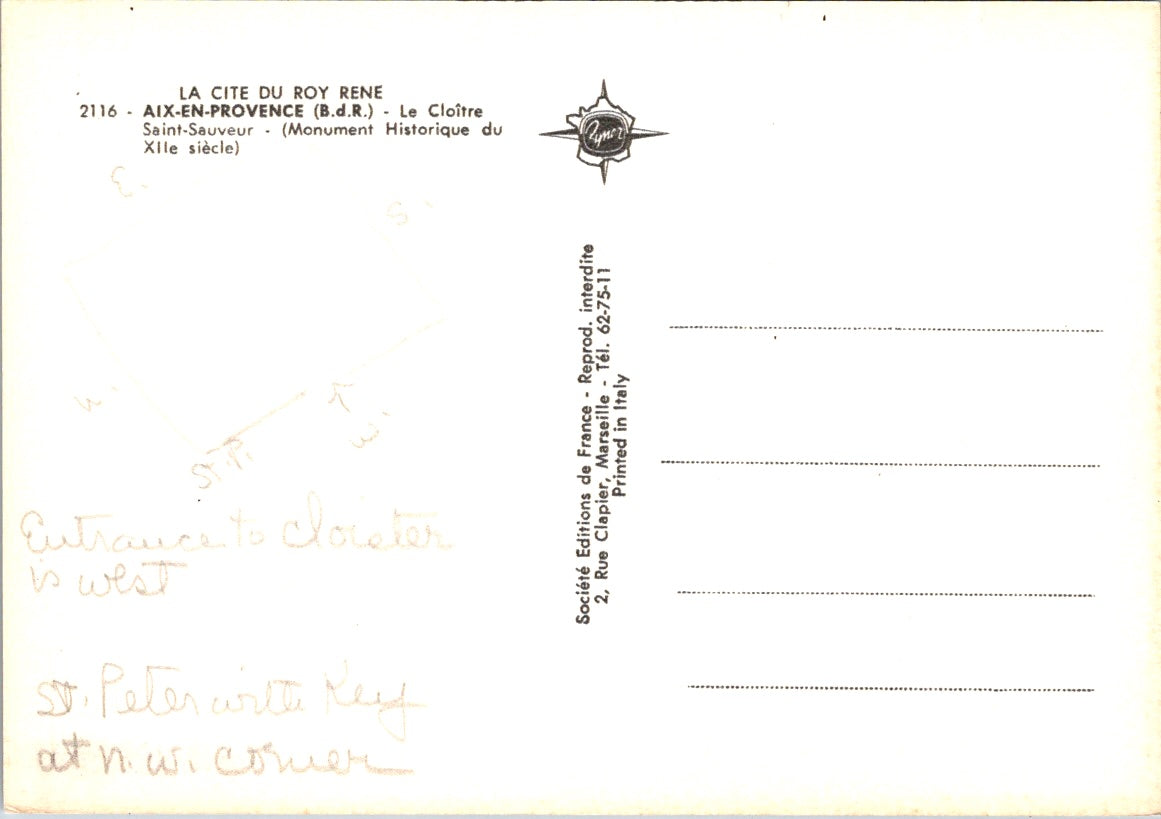 LA CITE DU ROY RENE
2116 - AIX-EN-PROVENCE (B.d.R.) - Le Cloître
Saint-Sauveur - (Monument Historique du
XIIe siècle)
E.
S.
N.
W.
St. P.
Entrance to cloister
is west
St. Peter with Key
at n.w. corner
Rymor
Société Editions de France - Reprod. interdite
2, Rue Clapier, Marseille - Tél. 62-75-11
Printed in Italy